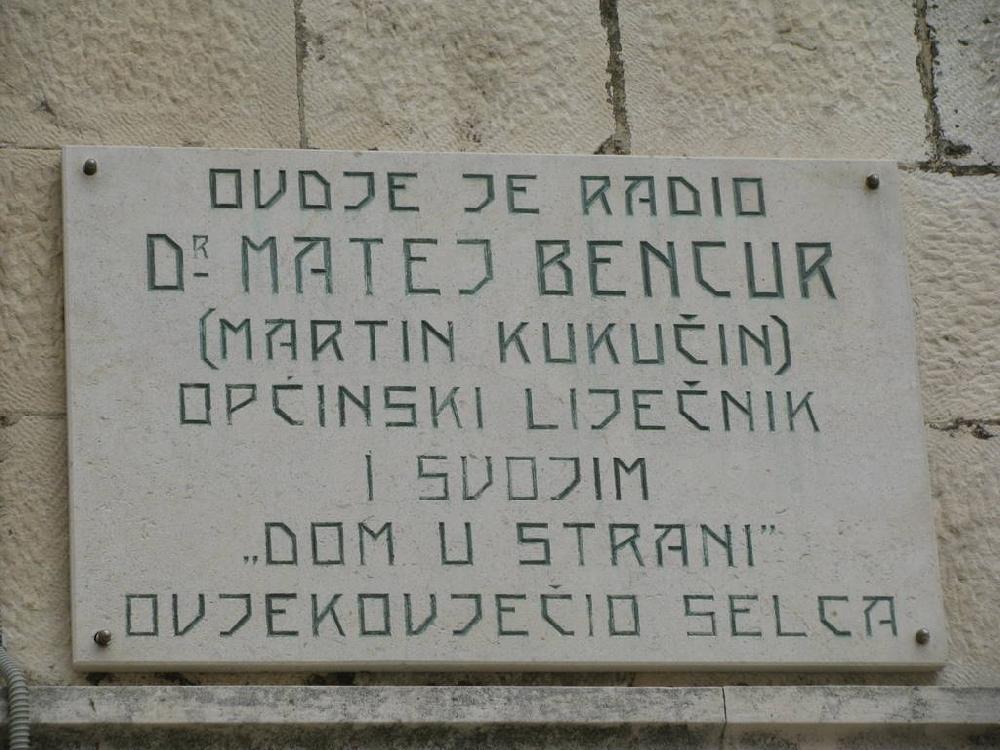 OVDJE JE RADIO
DR. MATEJ BENCUR
(MARTIN KUKUČIN)
OPĆINSKI LIJEČNIK
I SVOJIM
„DOM U STRANI”
OVJEKOVJEČIO SELCA